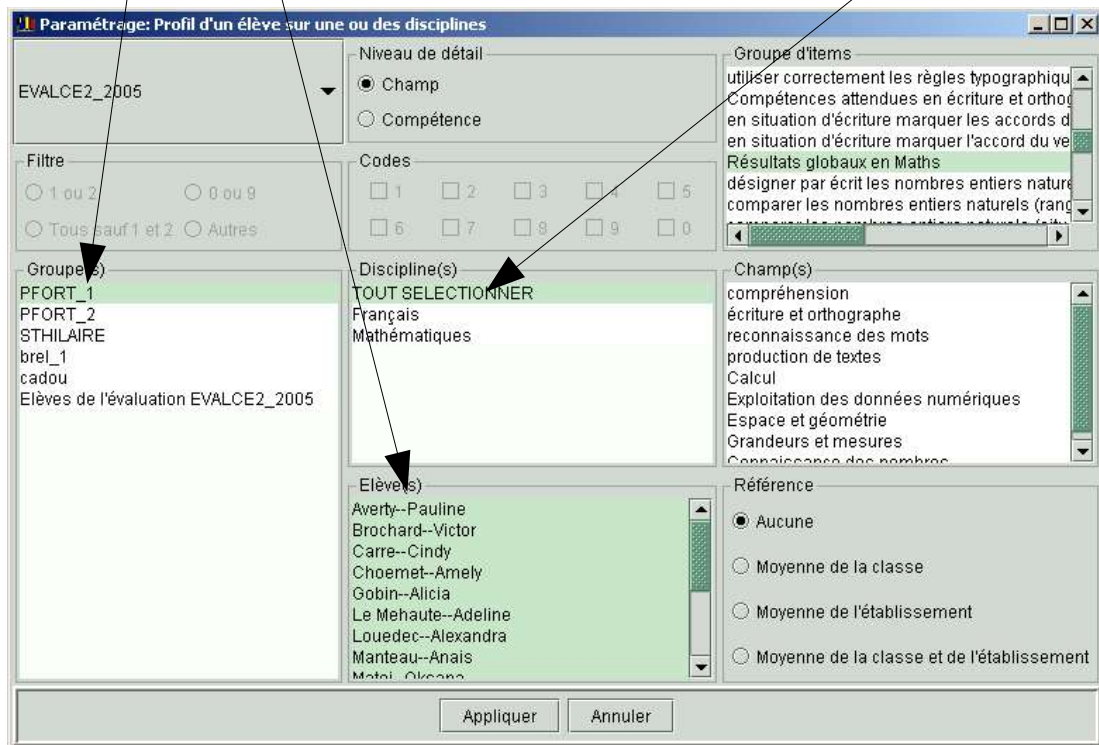 Paramétrage: Profil d'un élève sur une ou des disciplines
EVALCE2_2005
Niveau de détail
Champ
Compétence
Groupe d'items
utiliser correctement les règles typographiqu
Compétences attendues en écriture et orthog
en situation d'écriture marquer les accords d
en situation d'écriture marquer l'accord du ve
Résultats globaux en Maths
désigner par écrit les nombres entiers nature
comparer les nombres entiers naturels (rang
Filtre
1 ou 2
0 ou 9
Tous sauf 1 et 2
Autres
Codes
1 2 3 4 5
6 7 8 9 0
Groupe(s)
PFORT_1
PFORT_2
STHILAIRE
brel_1
cadou
Elèves de l'évaluation EVALCE2_2005
Discipline(s)
TOUT SELECTIONNER
Français
Mathématiques
Champ(s)
compréhension
écriture et orthographe
reconnaissance des mots
production de textes
Calcul
Exploitation des données numériques
Espace et géométrie
Grandeurs et mesures
Connaissance des nombres
Elève(s)
Averty--Pauline
Brochard--Victor
Carre--Cindy
Choemet--Amely
Gobin--Alicia
Le Mehaute--Adeline
Louedec--Alexandra
Manteau--Anais
Référence
Aucune
Moyenne de la classe
Moyenne de l'établissement
Moyenne de la classe et de l'établissement
Appliquer
Annuler